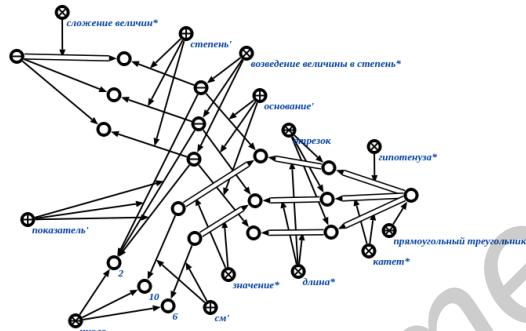 сложение величин*
степень'
возведение величины в степень*
основание'
отрезок
гипотенуза*
показатель'
прямоугольный треугольник
катет*
2
значение*
длина*
10
6
см'